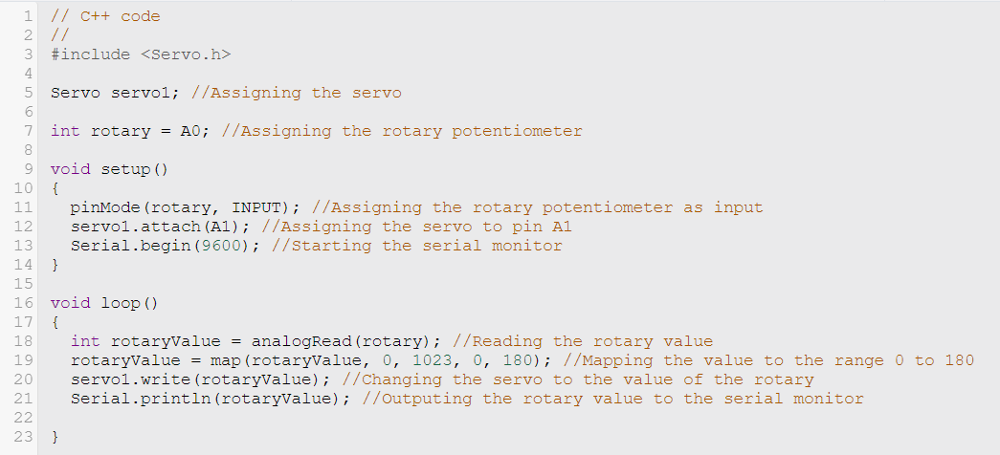 1 // C++ code
2 //
3 #include <Servo.h>
4
5 Servo servo1; //Assigning the servo
6
7 int rotary = A0; //Assigning the rotary potentiometer
8
9 void setup()
10 {
11   pinMode(rotary, INPUT); //Assigning the rotary potentiometer as input
12   servo1.attach(A1); //Assigning the servo to pin A1
13   Serial.begin(9600); //Starting the serial monitor
14 }
15
16 void loop()
17 {
18   int rotaryValue = analogRead(rotary); //Reading the rotary value
19   rotaryValue = map(rotaryValue, 0, 1023, 0, 180); //Mapping the value to the range 0 to 180
20   servo1.write(rotaryValue); //Changing the servo to the value of the rotary
21   Serial.println(rotaryValue); //Outputing the rotary value to the serial monitor
22
23 }